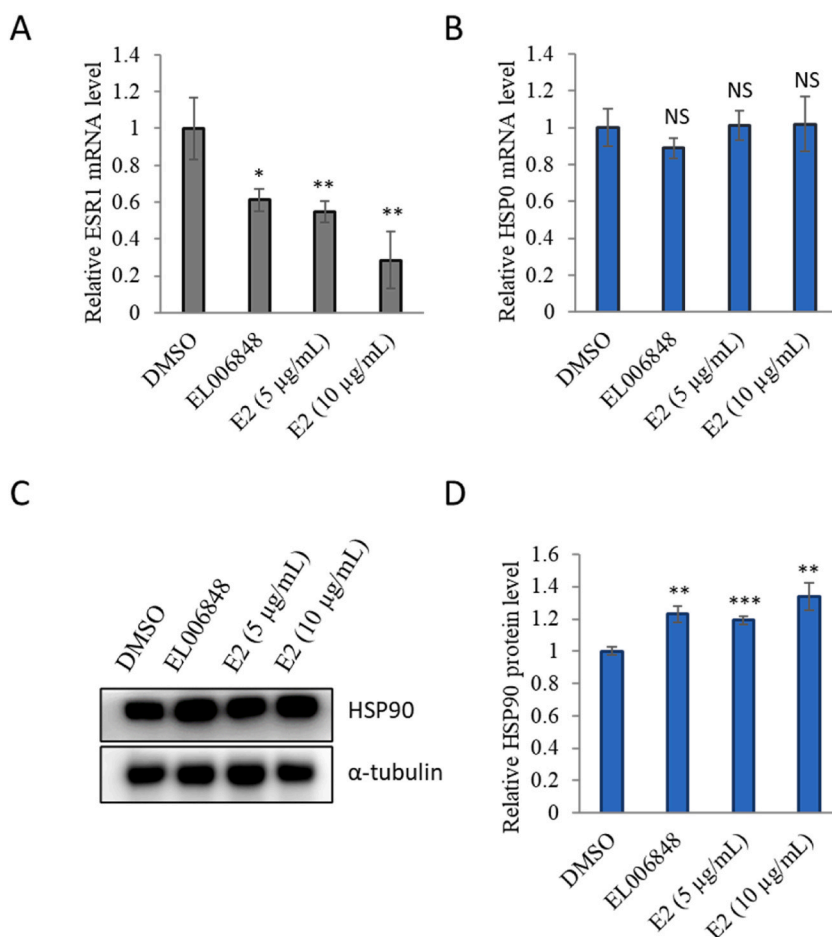 A
Relative ESR1 mRNA level
1.4
1.2
1
0.8
0.6
0.4
0.2
0
*
**
**
DMSO
EL006848
E2 (5 µg/mL)
E2 (10 µg/mL)
B
Relative HSP0 mRNA level
1.4
1.2
1
0.8
0.6
0.4
0.2
0
NS
NS
NS
DMSO
EL006848
E2 (5 µg/mL)
E2 (10 µg/mL)
C
DMSO
EL006848
E2 (5 µg/mL)
E2 (10 µg/mL)
HSP90
α-tubulin
D
Relative HSP90 protein level
1.6
1.4
1.2
1
0.8
0.6
0.4
0.2
0
**
***
**
DMSO
EL006848
E2 (5 µg/mL)
E2 (10 µg/mL)